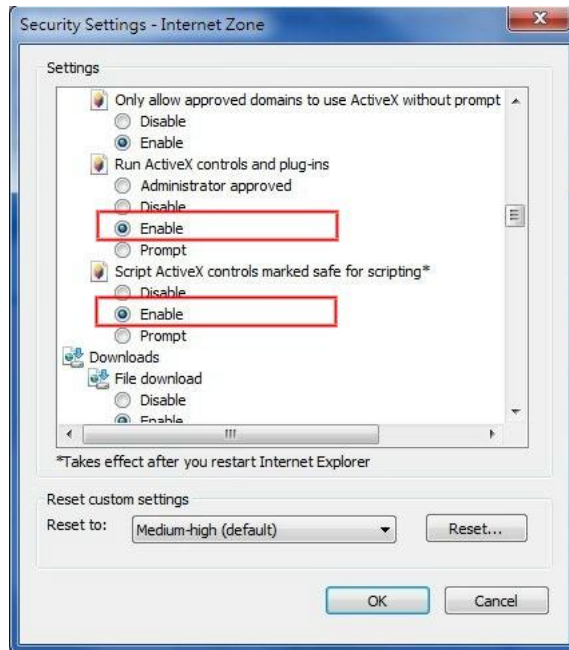 Security Settings - Internet Zone
Settings
Only allow approved domains to use ActiveX without prompt
Disable
Enable
Run ActiveX controls and plug-ins
Administrator approved
Disable
Enable
Prompt
Script ActiveX controls marked safe for scripting*
Disable
Enable
Prompt
Downloads
File download
Disable
Enable
*Takes effect after you restart Internet Explorer
Reset custom settings
Reset to: Medium-high (default) Reset...
OK Cancel